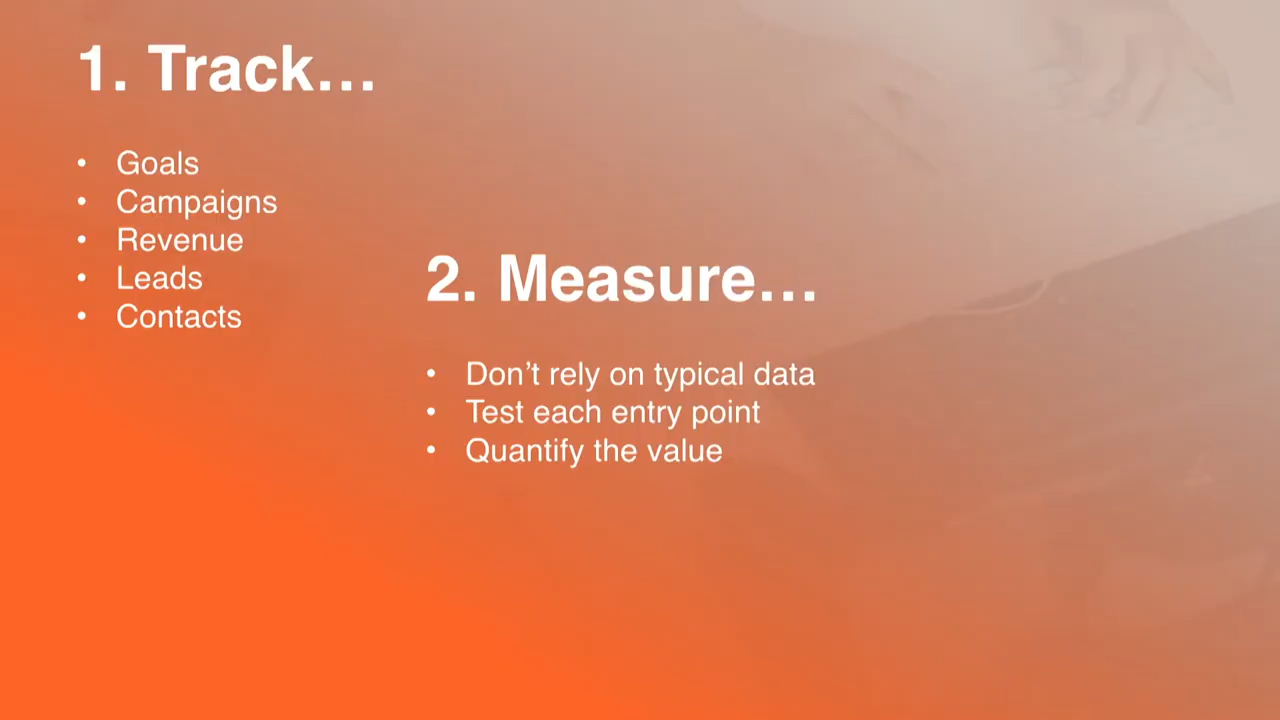 1. Track…
• Goals
• Campaigns
• Revenue
• Leads
• Contacts
2. Measure…
• Don’t rely on typical data
• Test each entry point
• Quantify the value